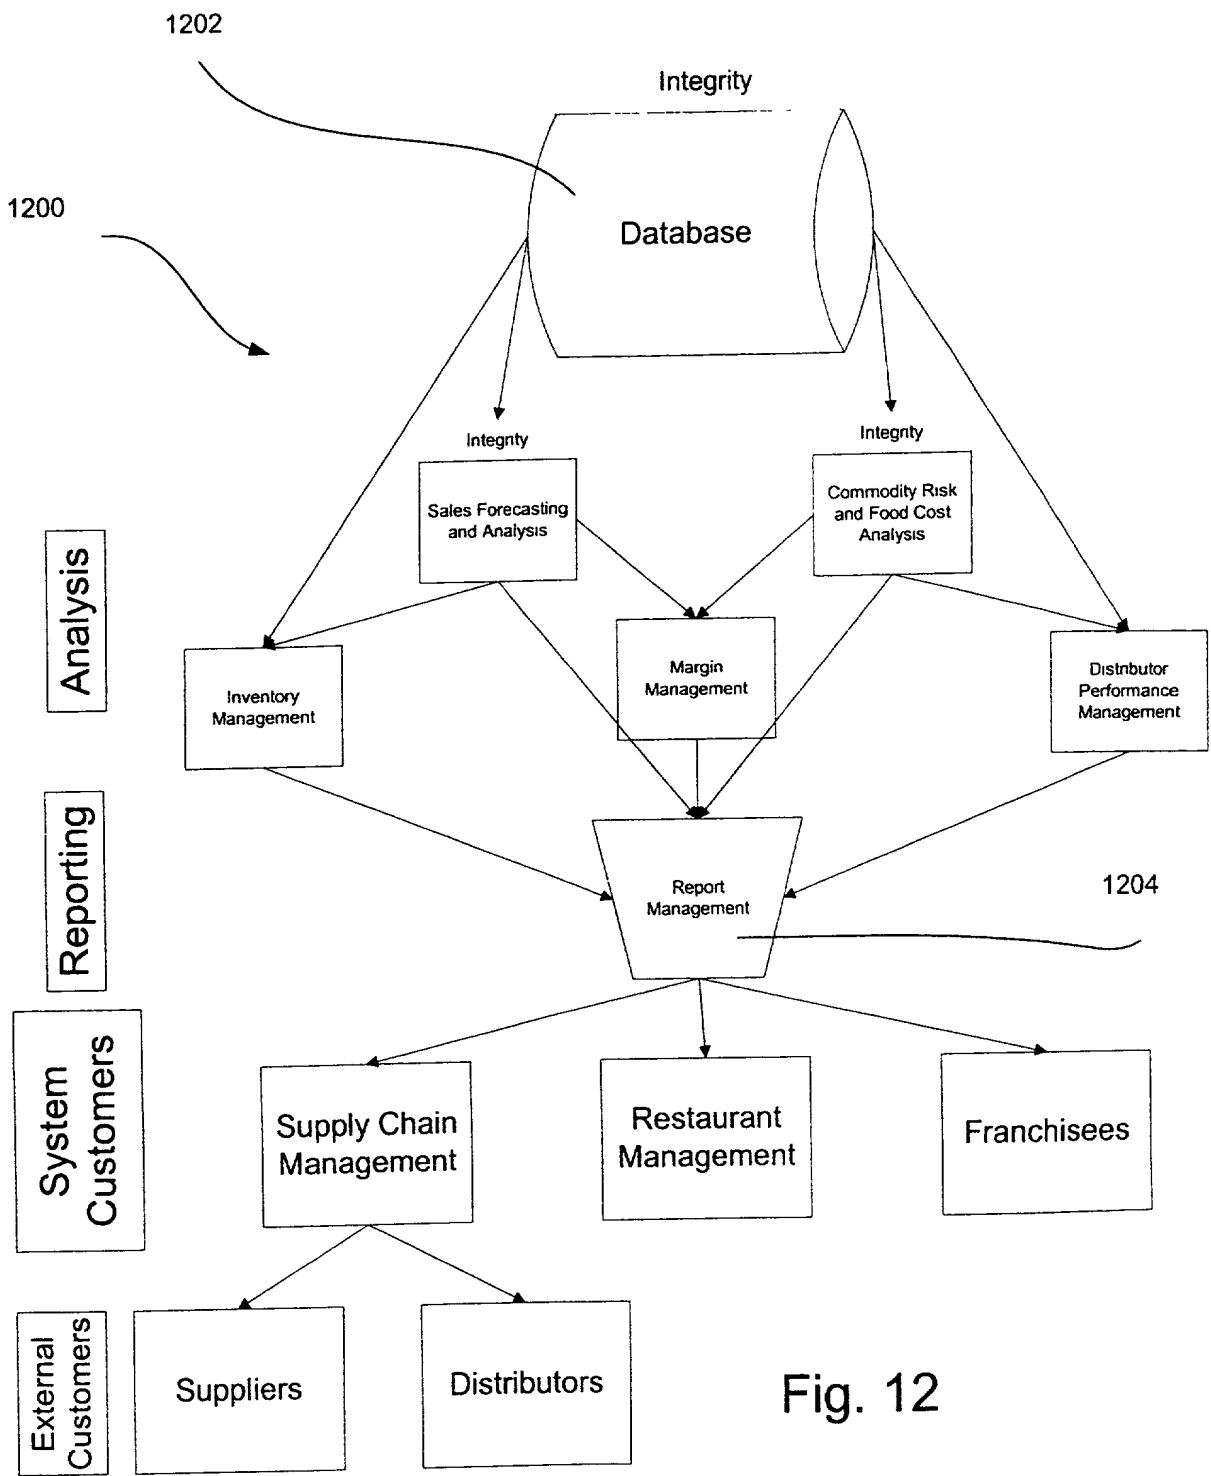 1202
Integrity
1200
Database
Integrity
Integrity
Sales Forecasting
and Analysis
Commodity Risk
and Food Cost
Analysis
Analysis
Inventory
Management
Margin
Management
Distributor
Performance
Management
Reporting
Report
Management
1204
System
Customers
Supply Chain
Management
Restaurant
Management
Franchisees
External
Customers
Suppliers
Distributors
Fig. 12